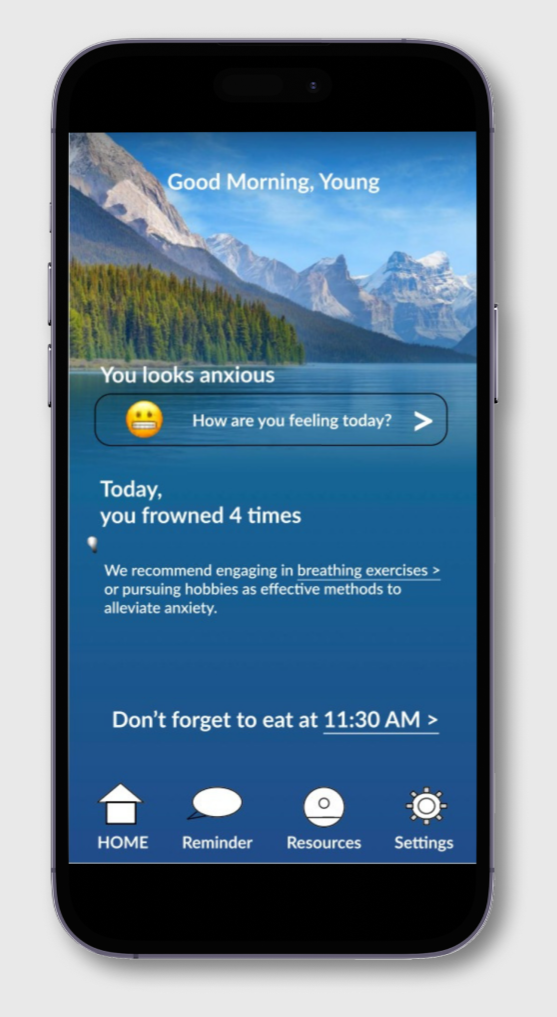 Good Morning, Young
You looks anxious
How are you feeling today? >
Today,
you frowned 4 times
We recommend engaging in breathing exercises >
or pursuing hobbies as effective methods to
alleviate anxiety.
Don't forget to eat at 11:30 AM >
HOME Reminder Resources Settings